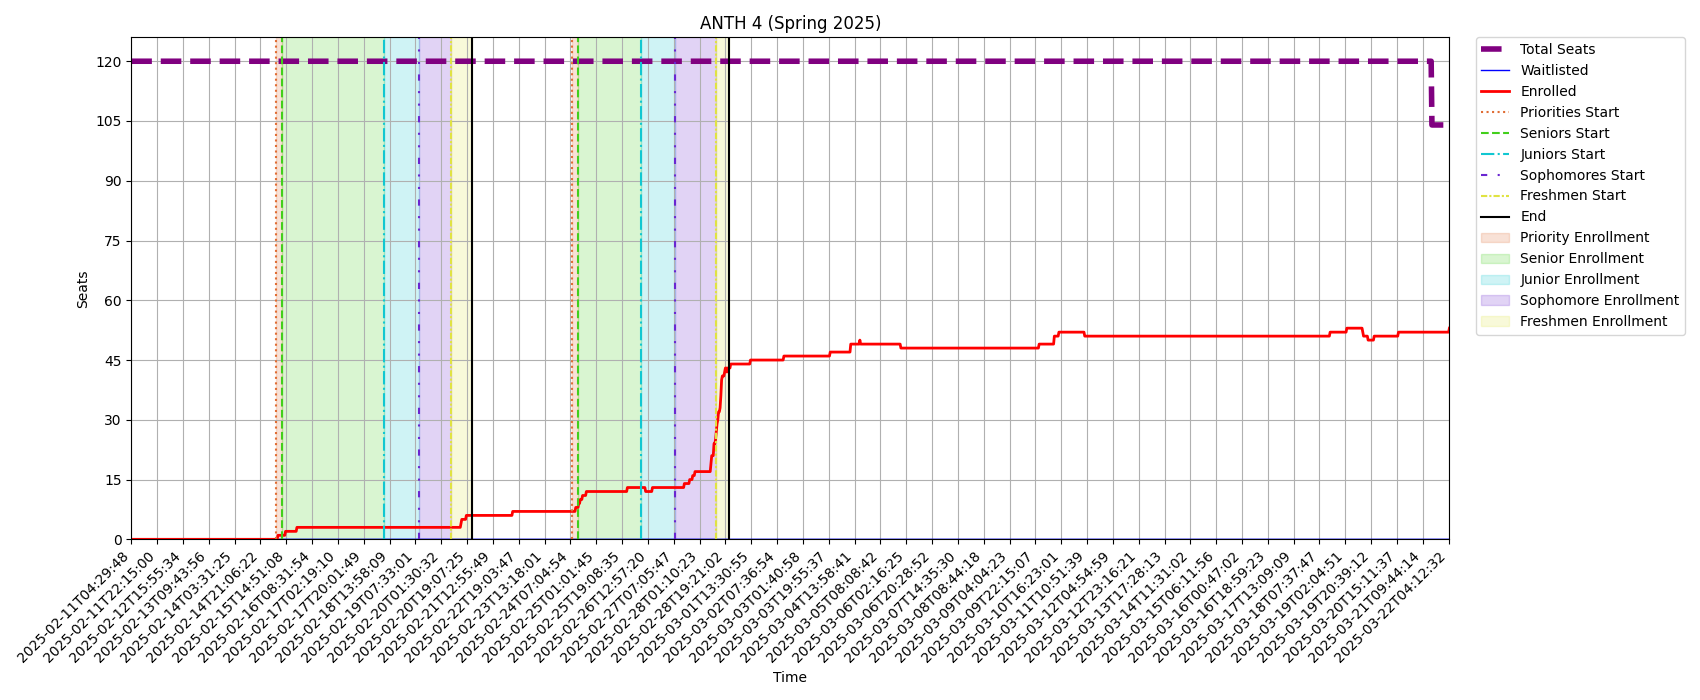 ANTH 4 (Spring 2025)
Seats
120
105
90
75
60
45
30
15
0
2025-02-11T04:29:48
2025-02-11T22:15:00
2025-02-12T15:55:34
2025-02-13T09:43:56
2025-02-14T03:31:25
2025-02-14T21:06:22
2025-02-15T14:51:08
2025-02-16T08:31:54
2025-02-17T02:19:10
2025-02-17T20:01:49
2025-02-18T13:58:09
2025-02-19T07:33:01
2025-02-20T01:30:32
2025-02-20T19:07:25
2025-02-21T12:55:49
2025-02-22T19:03:47
2025-02-23T13:18:01
2025-02-24T07:04:54
2025-02-25T01:01:45
2025-02-25T19:08:35
2025-02-26T12:57:20
2025-02-27T07:05:47
2025-02-28T01:10:23
2025-02-28T19:21:02
2025-03-01T13:30:55
2025-03-02T07:36:54
2025-03-03T01:40:58
2025-03-03T19:55:37
2025-03-04T13:58:41
2025-03-05T08:08:42
2025-03-06T02:16:23
2025-03-06T20:28:52
2025-03-07T14:35:30
2025-03-08T08:44:18
2025-03-09T04:04:23
2025-03-09T22:15:07
2025-03-10T16:23:01
2025-03-11T10:51:39
2025-03-12T04:54:59
2025-03-12T23:16:21
2025-03-13T17:28:13
2025-03-14T11:31:02
2025-03-15T06:11:56
2025-03-16T00:47:02
2025-03-16T18:59:23
2025-03-17T13:09:09
2025-03-18T07:37:47
2025-03-19T02:04:51
2025-03-19T20:39:12
2025-03-20T15:11:37
2025-03-21T09:44:14
2025-03-22T04:12:32
Time
Total Seats
Waitlisted
Enrolled
Priorities Start
Seniors Start
Juniors Start
Sophomores Start
Freshmen Start
End
Priority Enrollment
Senior Enrollment
Junior Enrollment
Sophomore Enrollment
Freshmen Enrollment